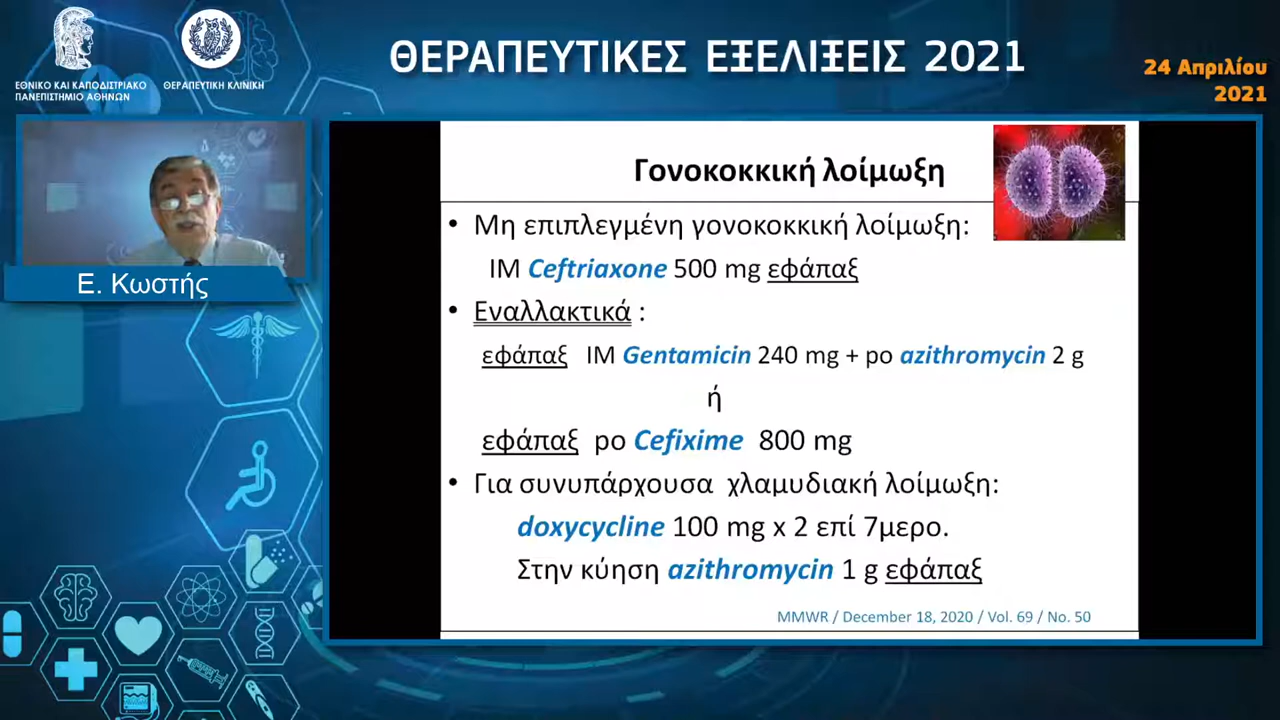 ΕΘΝΙΚΟ ΚΑΙ ΚΑΠΟΔΙΣΤΡΙΑΚΟ
ΠΑΝΕΠΙΣΤΗΜΙΟ ΑΘΗΝΩΝ
ΘΕΡΑΠΕΥΤΙΚΗ ΚΛΙΝΙΚΗ
ΘΕΡΑΠΕΥΤΙΚΕΣ ΕΞΕΛΙΞΕΙΣ 2021
24 Απριλίου
2021
Ε. Κωστής
Γονοκοκκική λοίμωξη
• Μη επιπλεγμένη γονοκοκκική λοίμωξη:
IM Ceftriaxone 500 mg εφάπαξ
• Εναλλακτικά :
εφάπαξ IM Gentamicin 240 mg + po azithromycin 2 g
ή
εφάπαξ po Cefixime 800 mg
• Για συνυπάρχουσα χλαμυδιακή λοίμωξη:
doxycycline 100 mg x 2 επί 7μερο.
Στην κύηση azithromycin 1 g εφάπαξ
MMWR / December 18, 2020 / Vol. 69 / No. 50